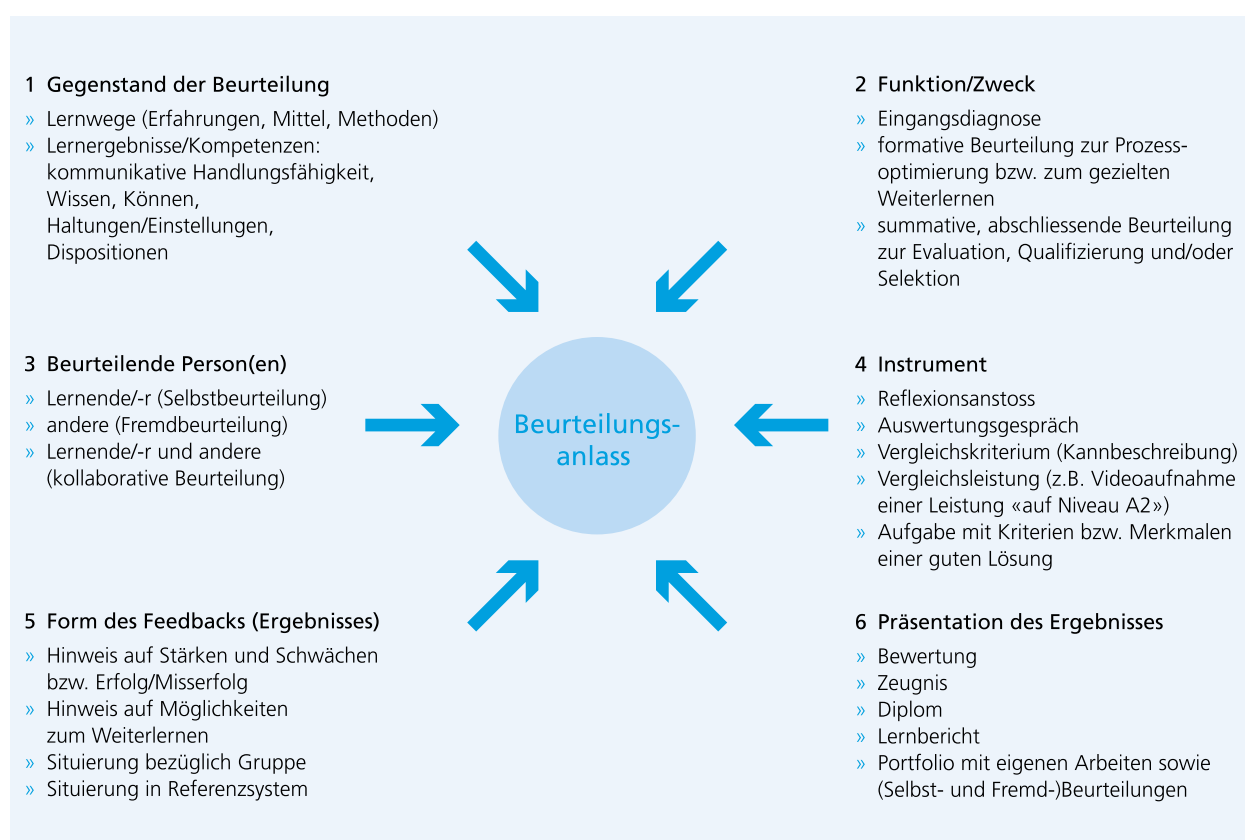 1 Gegenstand der Beurteilung
» Lernwege (Erfahrungen, Mittel, Methoden)
» Lernergebnisse/Kompetenzen:
kommunikative Handlungsfähigkeit,
Wissen, Können,
Haltungen/Einstellungen,
Dispositionen
2 Funktion/Zweck
» Eingangsdiagnose
» formative Beurteilung zur Prozess-
optimierung bzw. zum gezielten
Weiterlernen
» summative, abschliessende Beurteilung
zur Evaluation, Qualifizierung und/oder
Selektion
3 Beurteilende Person(en)
» Lernende/-r (Selbstbeurteilung)
» andere (Fremdbeurteilung)
» Lernende/-r und andere
(kollaborative Beurteilung)
Beurteilungs-
anlass
4 Instrument
» Reflexionsanstoss
» Auswertungsgespräch
» Vergleichskriterium (Kannbeschreibung)
» Vergleichsleistung (z.B. Videoaufnahme
einer Leistung «auf Niveau A2»)
» Aufgabe mit Kriterien bzw. Merkmalen
einer guten Lösung
5 Form des Feedbacks (Ergebnisses)
» Hinweis auf Stärken und Schwächen
bzw. Erfolg/Misserfolg
» Hinweis auf Möglichkeiten
zum Weiterlernen
» Situierung bezüglich Gruppe
» Situierung in Referenzsystem
6 Präsentation des Ergebnisses
» Bewertung
» Zeugnis
» Diplom
» Lernbericht
» Portfolio mit eigenen Arbeiten sowie
(Selbst- und Fremd-)Beurteilungen